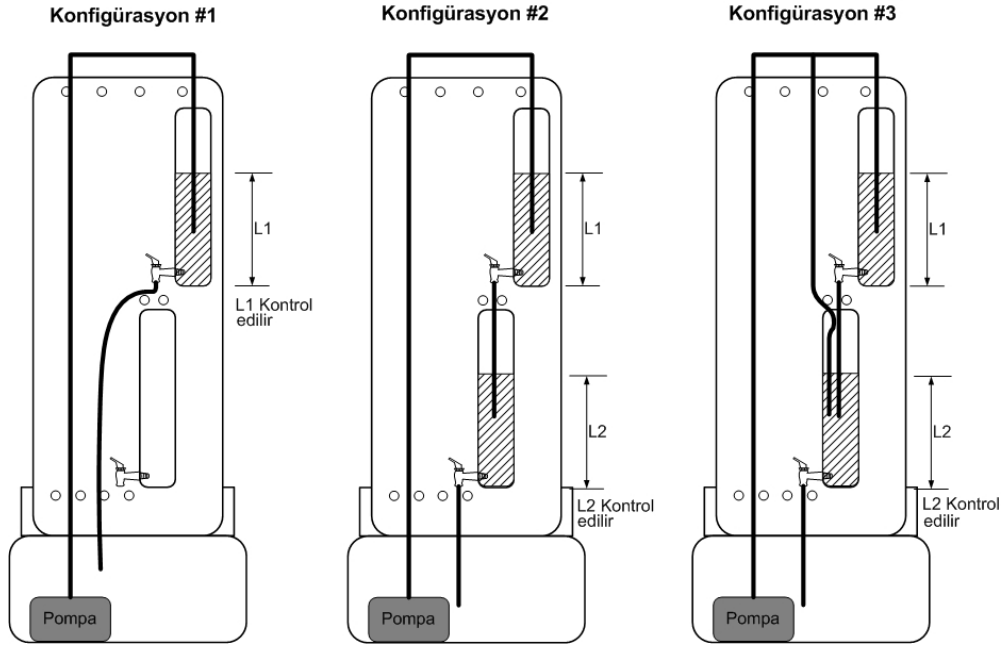 Konfigürasyon #1
Konfigürasyon #2
Konfigürasyon #3
L1
L1 Kontrol
edilir
Pompa
L1
L2
L2 Kontrol
edilir
Pompa
L1
L2
L2 Kontrol
edilir
Pompa